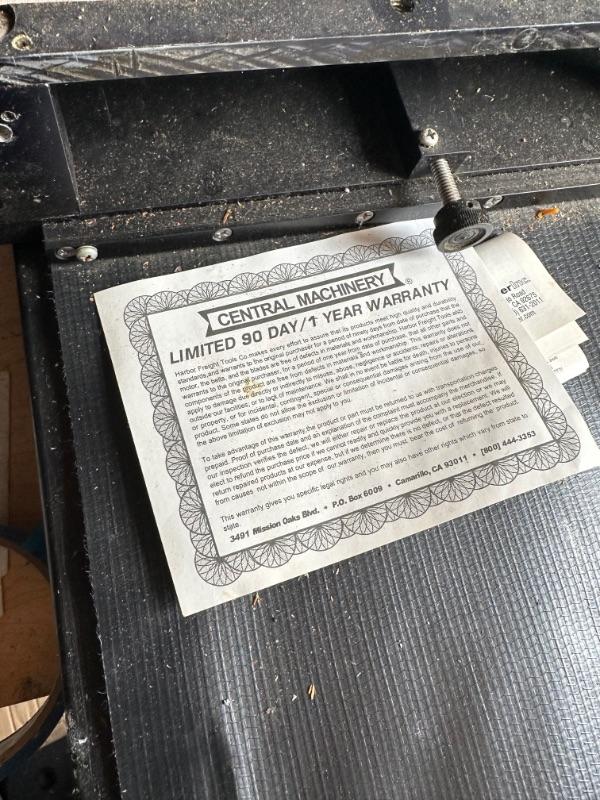 CENTRAL MACHINERY®
LIMITED 90 DAY/1 YEAR WARRANTY
Harbor Freight Tools Co. makes every effort to assure that its products meet high quality and durability
standards, and warrants to the original purchaser for a period of ninety days from date of purchase that the
motor, the belts, and the blades are free of defects in materials and workmanship. Harbor Freight Tools also
warrants to the original purchaser, for a period of one year from date of purchase, that all other parts and
components of the product are free from defects in materials and workmanship. This warranty does not
apply to damage due directly or indirectly to misuse, abuse, negligence or accidents, repairs or alterations
outside our facilities, or to lack of maintenance. We shall in no event be liable for death, injuries to persons
or property, or for incidental, contingent, special or consequential damages arising from the use of our
product. Some states do not allow the exclusion or limitation of incidental or consequential damages, so
the above limitation of exclusion may not apply to you.
To take advantage of this warranty, the product or part must be returned to us with transportation charges
prepaid. Proof of purchase date and an explanation of the complaint must accompany the merchandise. If
our inspection verifies the defect, we will either repair or replace the product at our election or we may
elect to refund the purchase price if we cannot readily and quickly provide you with a replacement. We will
return repaired products at our expense, but if we determine there is no defect, or that the defect resulted
from causes not within the scope of our warranty, then you must bear the cost of returning the product.
This warranty gives you specific legal rights and you may also have other rights which vary from state to
state.
3491 Mission Oaks Blvd. • P.O. Box 6009 • Camarillo, CA 93011 • (800) 444-3353
er
Road
CA 92675
) 631-2011
.com